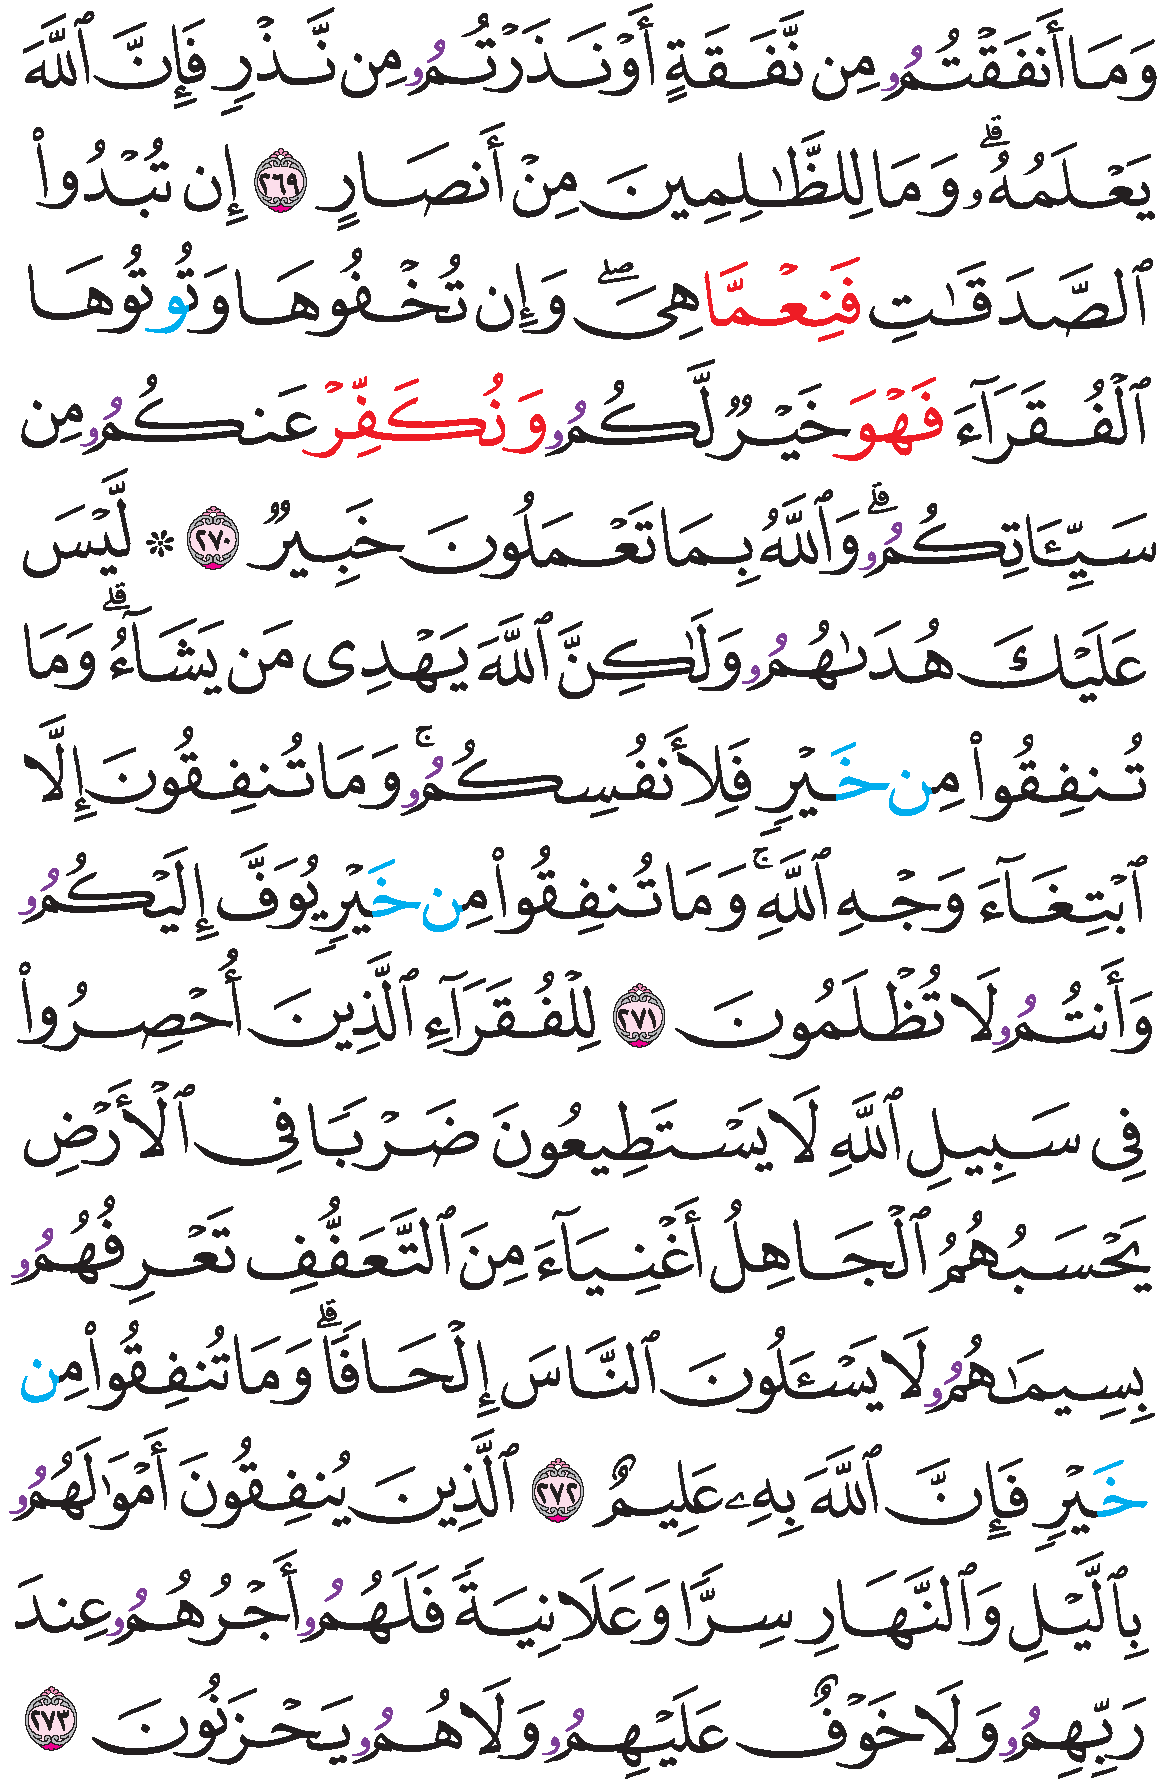 وَمَا أَنفَقْتُمُو مِن نَّفَقَةٍ أَوْ نَذَرْتُمُو مِن نَّذْرٍ فَإِنَّ ٱللَّهَ
يَعْلَمُهُۥۗ وَمَا لِلظَّٰلِمِينَ مِنْ أَنصَارٍ ٢٦٩ إِن تُبْدُواْ
ٱلصَّدَقَٰتِ فَنِعْمَّا هِيَۖ وَإِن تُخْفُوهَا وَتُوتُوهَا
ٱلْفُقَرَآءَ فَهْوَ خَيْرٌ لَّكُمُو وَنُكَفِّرْ عَنكُمُو مِن
سَيِّـَٔاتِكُمُوۗ وَٱللَّهُ بِمَا تَعْمَلُونَ خَبِيرٌ ٢٧٠ ۞ لَّيْسَ
عَلَيْكَ هُدَىٰهُمُو وَلَٰكِنَّ ٱللَّهَ يَهْدِى مَن يَشَآءُۗ وَمَا
تُنفِقُواْ مِن خَيْرٍ فَلِأَنفُسِكُمُوۚ وَمَا تُنفِقُونَ إِلَّا
ٱبْتِغَآءَ وَجْهِ ٱللَّهِۚ وَمَا تُنفِقُواْ مِن خَيْرٍ يُوَفَّ إِلَيْكُمُو
وَأَنتُمُو لَا تُظْلَمُونَ ٢٧١ لِلْفُقَرَآءِ ٱلَّذِينَ أُحْصِرُواْ
فِى سَبِيلِ ٱللَّهِ لَا يَسْتَطِيعُونَ ضَرْبًا فِى ٱلْأَرْضِ
يَحْسَبُهُمُ ٱلْجَاهِلُ أَغْنِيَآءَ مِنَ ٱلتَّعَفُّفِ تَعْرِفُهُمُو
بِسِيمَٰهُمُو لَا يَسْـَٔلُونَ ٱلنَّاسَ إِلْحَافًاۗ وَمَا تُنفِقُواْ مِن
خَيْرٍ فَإِنَّ ٱللَّهَ بِهِۦ عَلِيمٌ ٢٧٢ ٱلَّذِينَ يُنفِقُونَ أَمْوَٰلَهُمُو
بِٱلَّيْلِ وَٱلنَّهَارِ سِرًّا وَعَلَانِيَةً فَلَهُمُو أَجْرُهُمُو عِندَ
رَبِّهِمُو وَلَا خَوْفٌ عَلَيْهِمُو وَلَا هُمُو يَحْزَنُونَ ٢٧٣